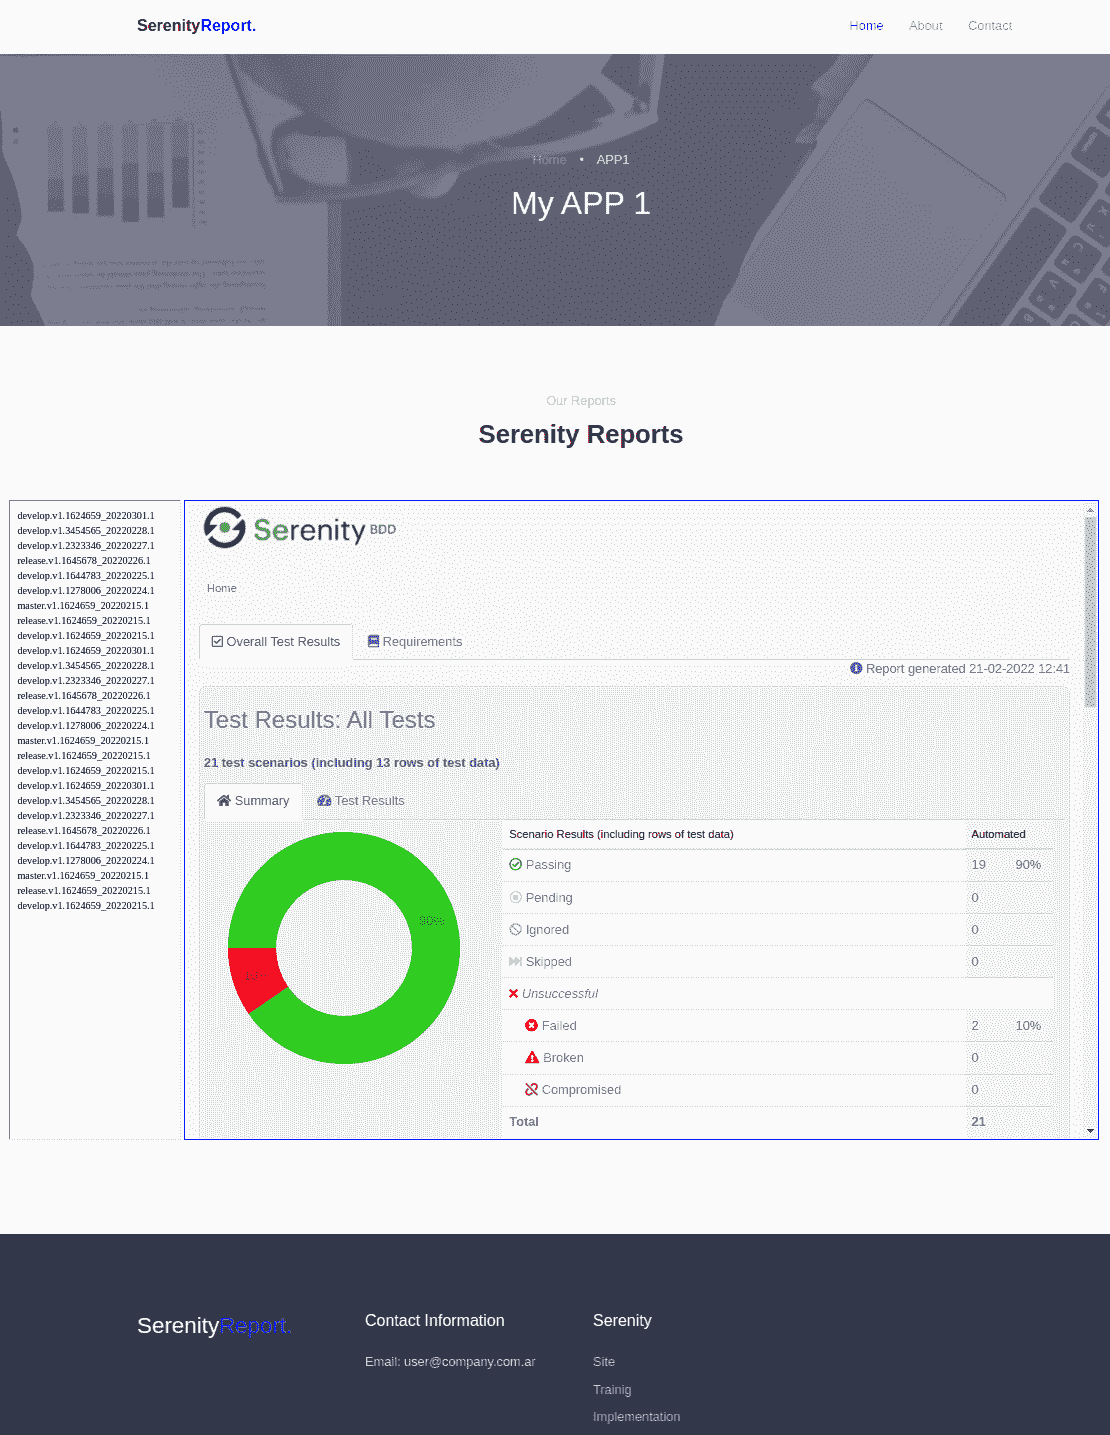 SerenityReport.
Home About Contact
Home • APP1
My APP 1
Our Reports
Serenity Reports
develop.v1.1624659_20220301.1
develop.v1.3454565_20220228.1
develop.v1.2323346_20220227.1
release.v1.1645678_20220226.1
develop.v1.1644783_20220225.1
develop.v1.1278006_20220224.1
master.v1.1624659_20220215.1
release.v1.1624659_20220215.1
develop.v1.1624659_20220215.1
develop.v1.1624659_20220301.1
develop.v1.3454565_20220228.1
develop.v1.2323346_20220227.1
release.v1.1645678_20220226.1
develop.v1.1644783_20220225.1
develop.v1.1278006_20220224.1
master.v1.1624659_20220215.1
release.v1.1624659_20220215.1
develop.v1.1624659_20220215.1
develop.v1.1624659_20220301.1
develop.v1.3454565_20220228.1
develop.v1.2323346_20220227.1
release.v1.1645678_20220226.1
develop.v1.1644783_20220225.1
develop.v1.1278006_20220224.1
master.v1.1624659_20220215.1
release.v1.1624659_20220215.1
develop.v1.1624659_20220215.1
Serenity BDD
Home
Overall Test Results Requirements
Report generated 21-02-2022 12:41
Test Results: All Tests
21 test scenarios (including 13 rows of test data)
Summary Test Results
90%
Scenario Results (including rows of test data) Automated
Passing 19 90%
Pending 0
Ignored 0
Skipped 0
Unsuccessful
Failed 2 10%
Broken 0
Compromised 0
Total 21
SerenityReport.
Contact Information
Email: user@company.com.ar
Serenity
Site
Trainig
Implementation